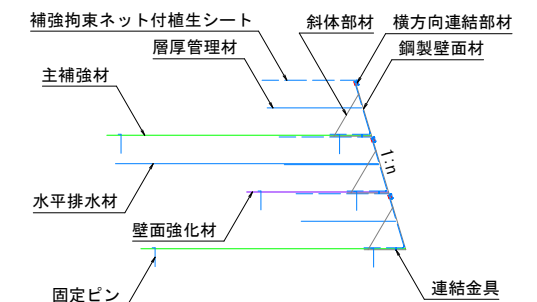 補強拘束ネット付植生シート
斜体部材
横方向連結部材
層厚管理材
鋼製壁面材
主補強材
1:n
水平排水材
壁面強化材
固定ピン
連結金具